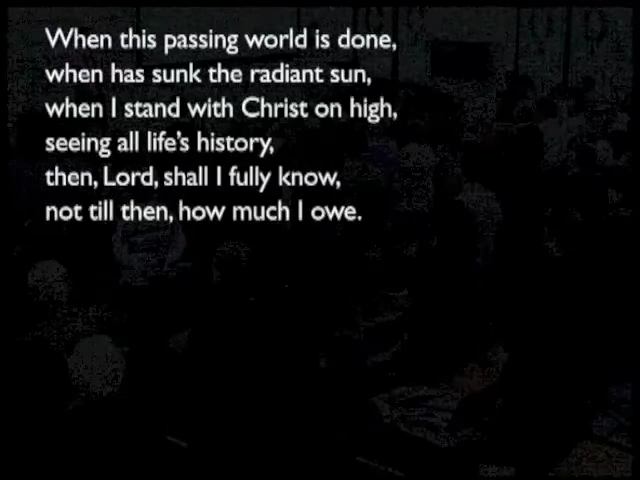 When this passing world is done,
when has sunk the radiant sun,
when I stand with Christ on high,
seeing all life's history,
then, Lord, shall I fully know,
not till then, how much I owe.